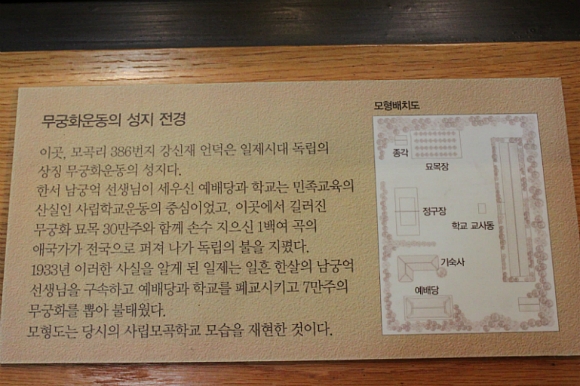 무궁화운동의 성지 전경
이곳, 모곡리 386번지 강신재 언덕은 일제시대 독립의
상징 무궁화운동의 성지다.
한서 남궁억 선생님이 세우신 예배당과 학교는 민족교육의
산실인 사립학교운동의 중심이었고, 이곳에서 길러진
무궁화 묘목 30만주와 함께 손수 지으신 1백여 곡의
애국가가 전국으로 퍼져 나가 독립의 불을 지폈다.
1933년 이러한 사실을 알게 된 일제는 일흔 한살의 남궁억
선생님을 구속하고 예배당과 학교를 폐교시키고 7만주의
무궁화를 뽑아 불태웠다.
모형도는 당시의 사립모곡학교 모습을 재현한 것이다.
모형배치도
종각
묘목장
정구장
학교 교사동
기숙사
예배당